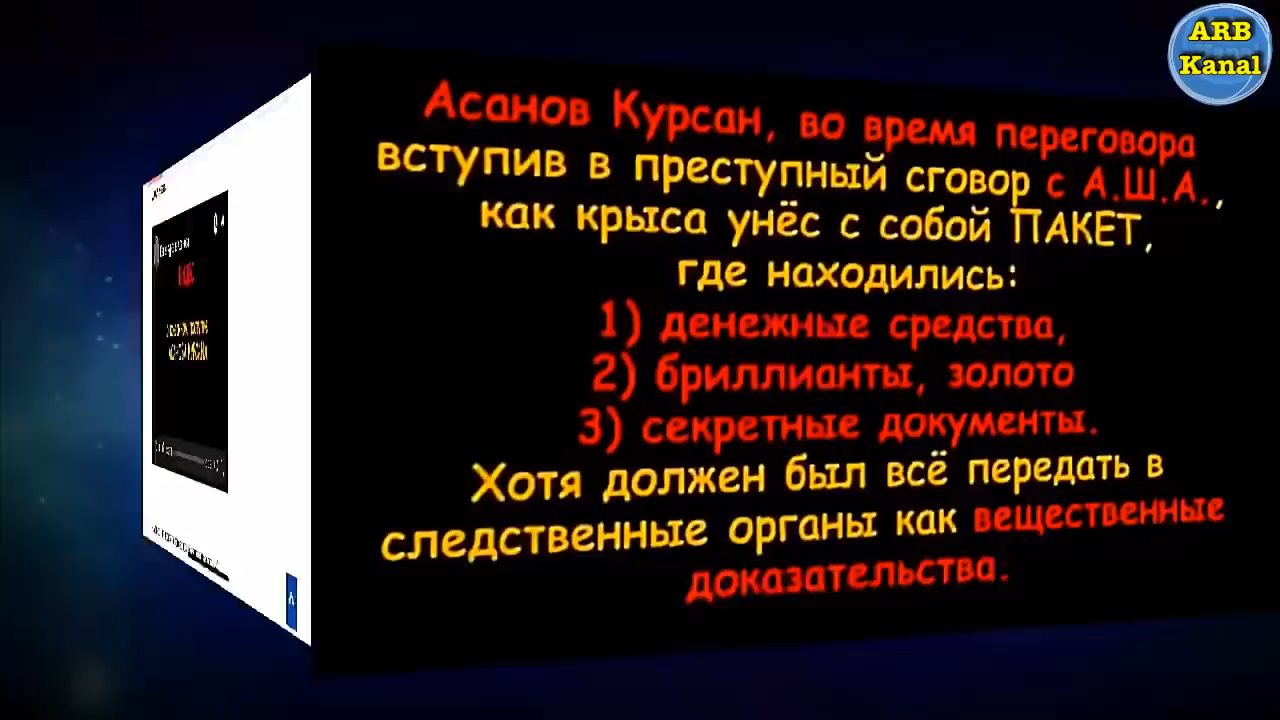 ARB
Kanal
Асанов Курсан, во время переговора
вступив в преступный сговор с А.Ш.А.,
как крыса унёс с собой ПАКЕТ,
где находились:
1) денежные средства,
2) бриллианты, золото
3) секретные документы.
Хотя должен был всё передать в
следственные органы как вещественные
доказательства.